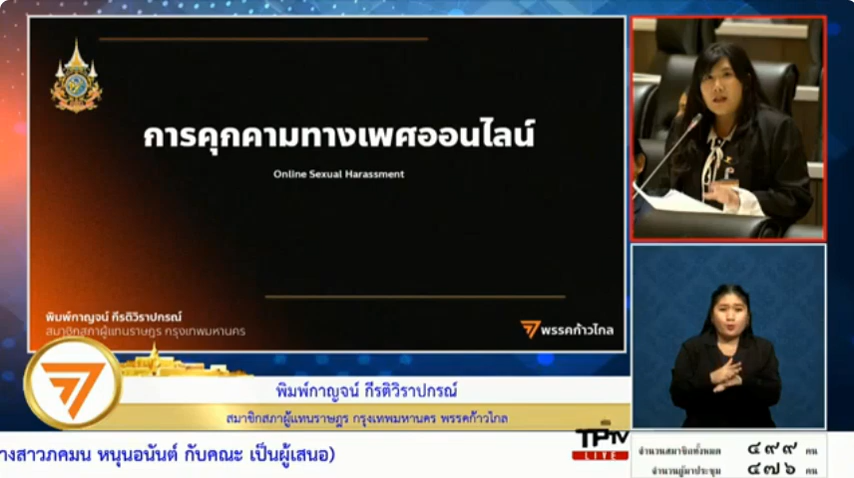 การคุกคามทางเพศออนไลน์
Online Sexual Harassment
พิมพ์กาญจน์ กีรติวิราปกรณ์
สมาชิกสภาผู้แทนราษฎร กรุงเทพมหานคร
พรรคก้าวไกล
พิมพ์กาญจน์ กีรติวิราปกรณ์
สมาชิกสภาผู้แทนราษฎร กรุงเทพมหานคร พรรคก้าวไกล
างสาวภคมน หนุนอนันต์ กับคณะ เป็นผู้เสนอ)
TPTV
LIVE
จำนวนสมาชิกทั้งหมด ๔๙๙ คน
จำนวนผู้มาประชุม ๔๗๖ คน